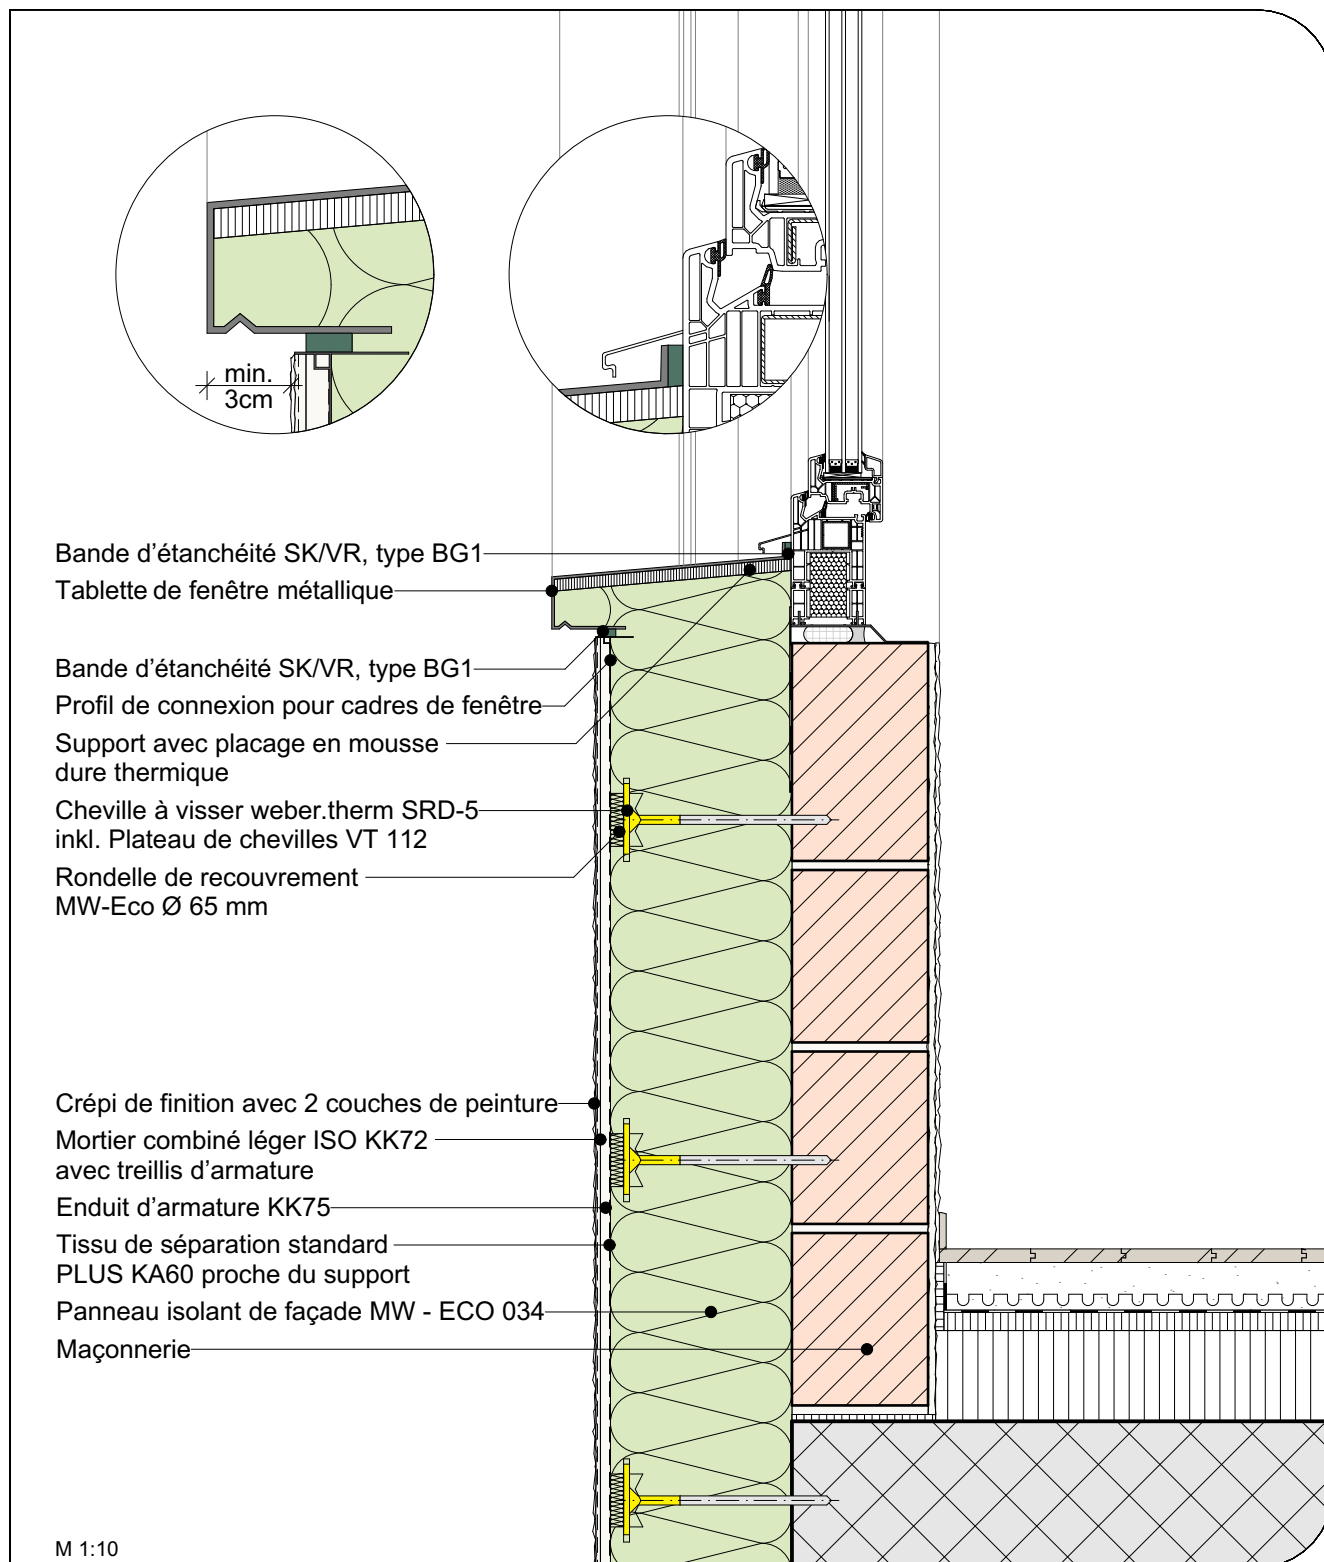 min.
3cm
Bande d’étanchéité SK/VR, type BG1
Tablette de fenêtre métallique
Bande d’étanchéité SK/VR, type BG1
Profil de connexion pour cadres de fenêtre
Support avec placage en mousse
dure thermique
Cheville à visser weber.therm SRD-5
inkl. Plateau de chevilles VT 112
Rondelle de recouvrement
MW-Eco Ø 65 mm
Crépi de finition avec 2 couches de peinture
Mortier combiné léger ISO KK72
avec treillis d’armature
Enduit d’armature KK75
Tissu de séparation standard
PLUS KA60 proche du support
Panneau isolant de façade MW - ECO 034
Maçonnerie
M 1:10